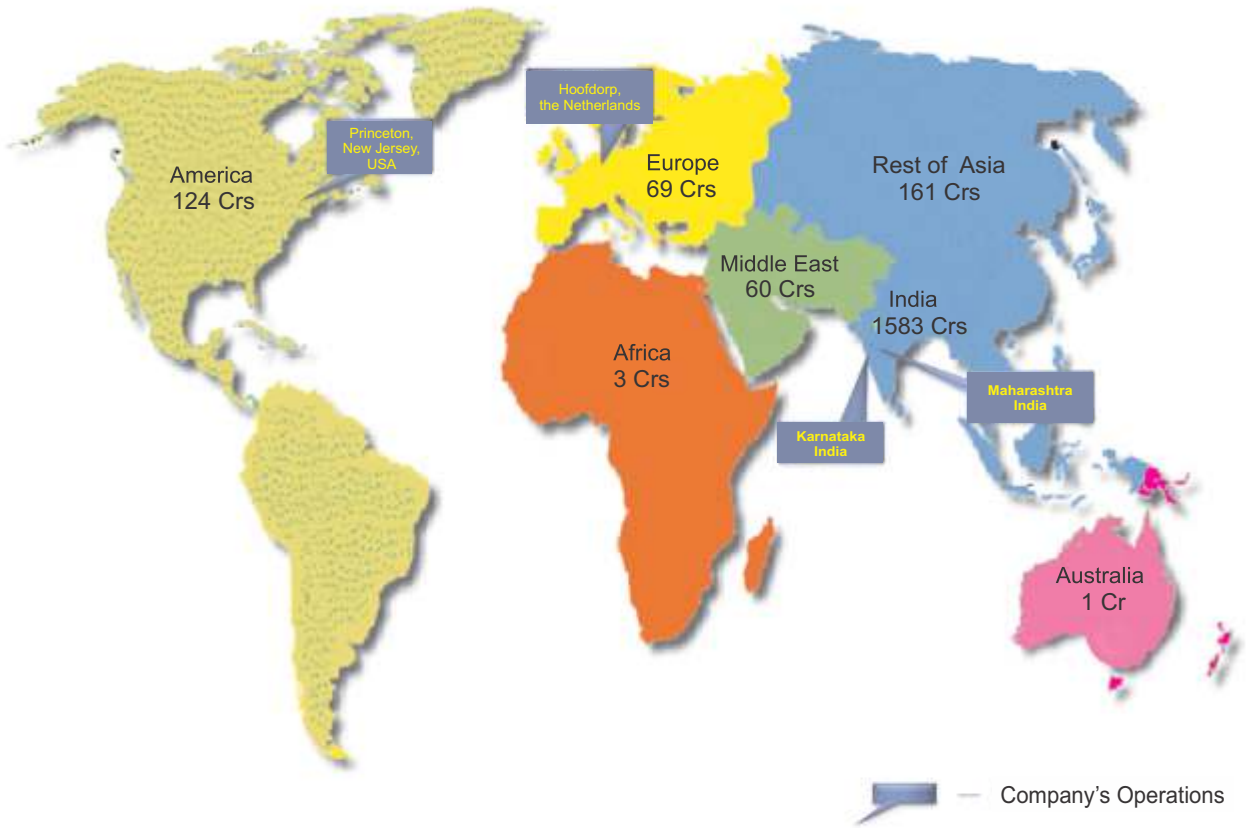 Hoofdorp,
the Netherlands
Princeton,
New Jersey,
USA
America
124 Crs
Europe
69 Crs
Rest of Asia
161 Crs
Middle East
60 Crs
India
1583 Crs
Africa
3 Crs
Maharashtra
India
Karnataka
India
Australia
1 Cr
— Company's Operations